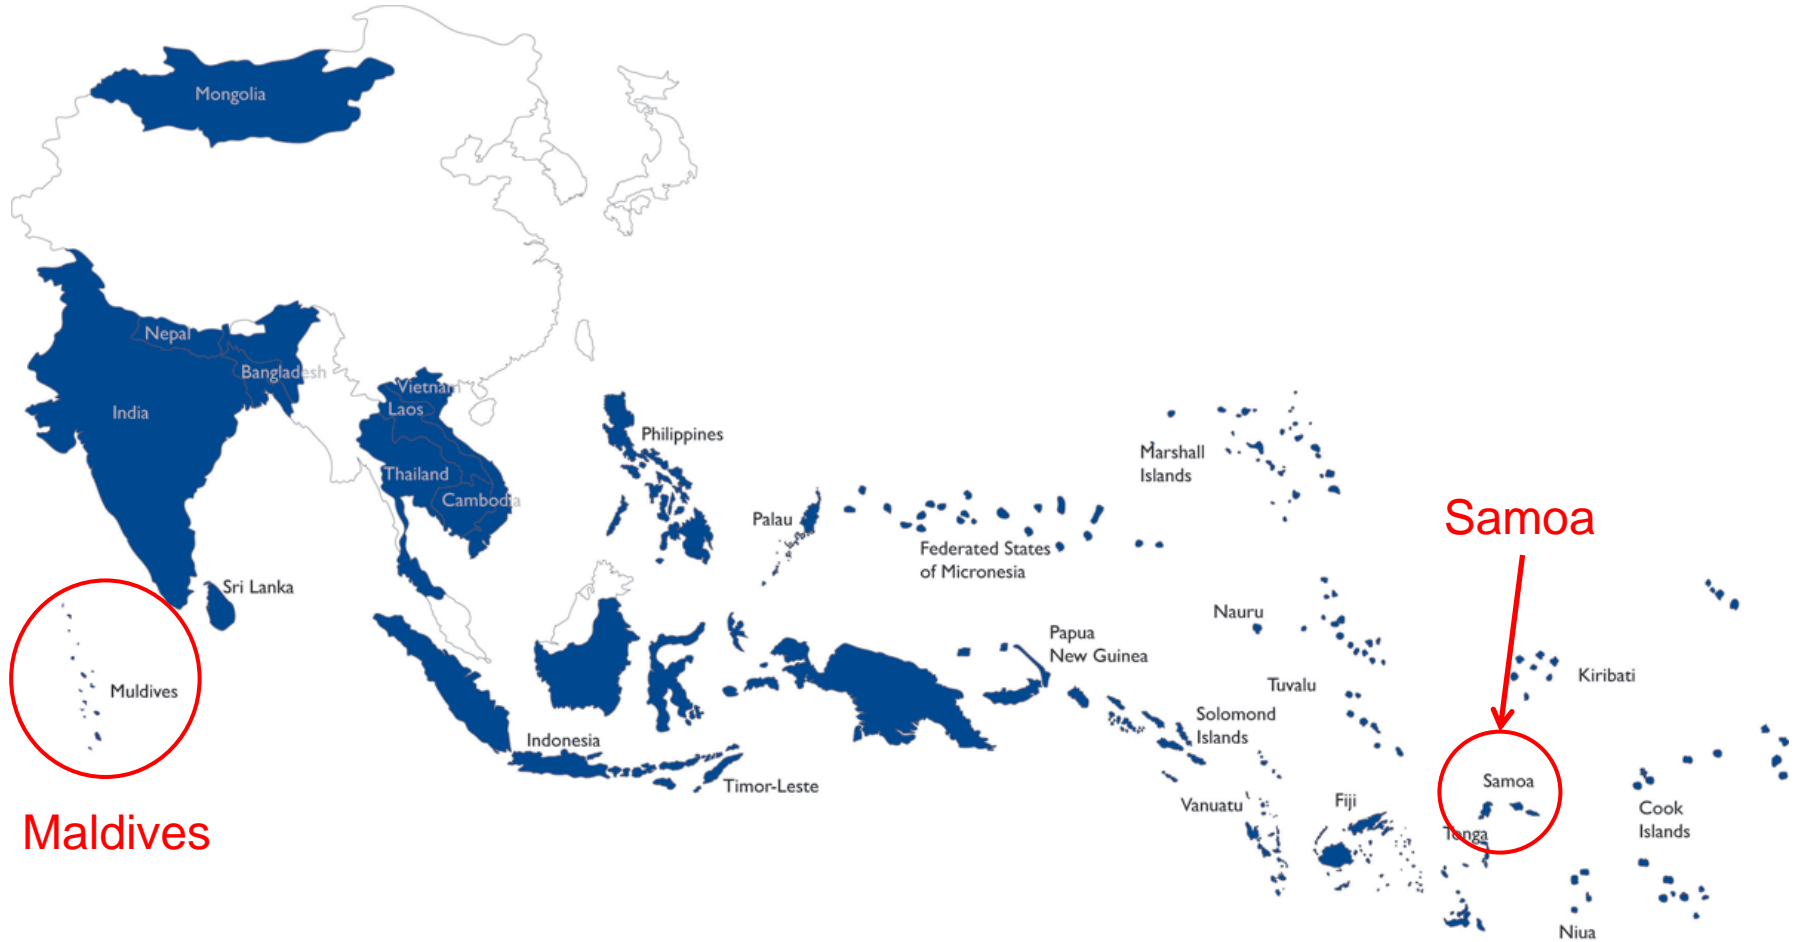 Mongolia
Nepal
Bangladesh
India
Vietnam
Laos
Thailand
Cambodia
Philippines
Marshall
Islands
Palau
Federated States
of Micronesia
Samoa
Sri Lanka
Muldives
Maldives
Nauru
Papua
New Guinea
Kiribati
Tuvalu
Solomond
Islands
Indonesia
Timor-Leste
Samoa
Vanuatu
Fiji
Tonga
Cook
Islands
Niua